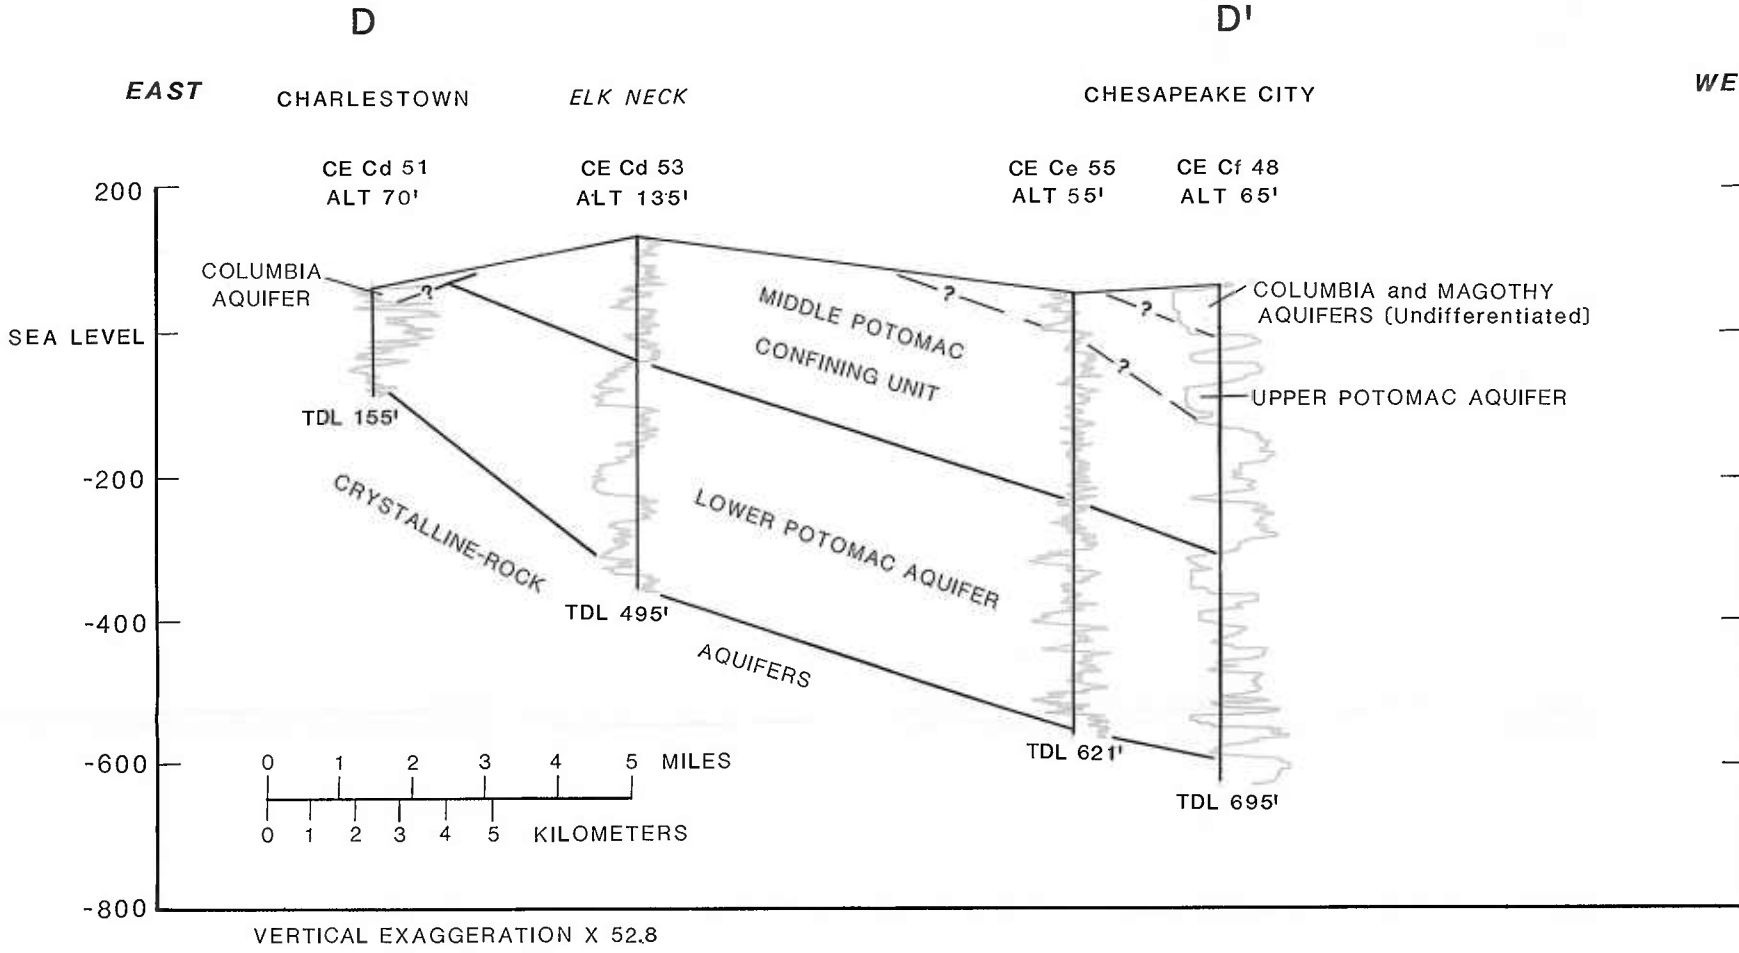 D D'
EAST WE
CHARLESTOWN ELK NECK CHESAPEAKE CITY
CE Cd 51 CE Cd 53 CE Ce 55 CE Cf 48
ALT 70' ALT 135' ALT 55' ALT 65'
200
COLUMBIA
AQUIFER
?
?
?
COLUMBIA and MAGOTHY
AQUIFERS (Undifferentiated)
MIDDLE POTOMAC
SEA LEVEL
CONFINING UNIT
?
UPPER POTOMAC AQUIFER
TDL 155'
-200
CRYSTALLINE-ROCK
LOWER POTOMAC AQUIFER
-400
TDL 495'
AQUIFERS
TDL 621'
-600
0 1 2 3 4 5 MILES
TDL 695'
0 1 2 3 4 5 KILOMETERS
-800
VERTICAL EXAGGERATION X 52.8